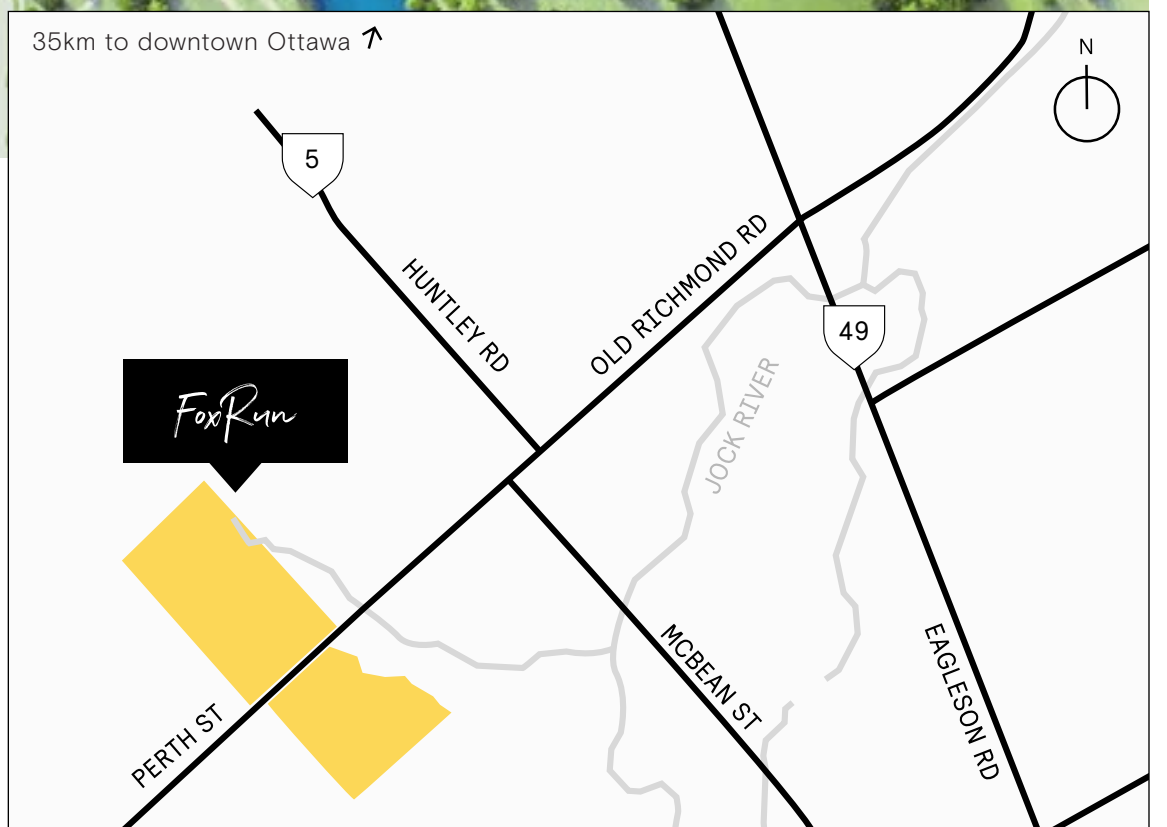 35km to downtown Ottawa
N
5
HUNTLEY RD
OLD RICHMOND RD
49
JOCK RIVER
FoxRun
MCBEAN ST
EAGLESON RD
PERTH ST